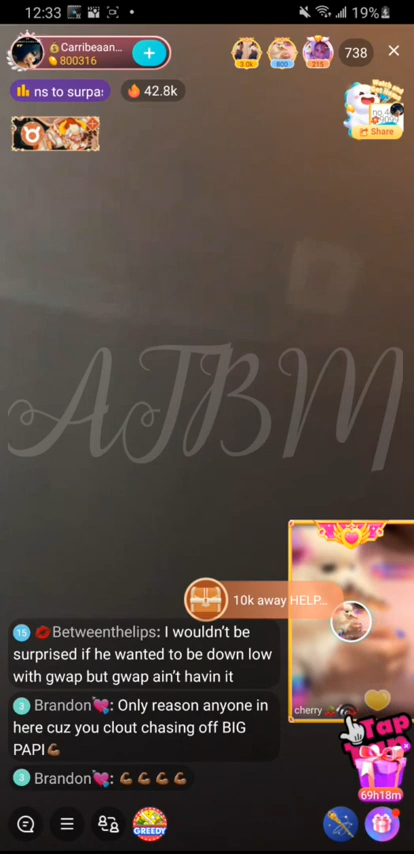 12:33
19%
Carribeaan...
800316
3.0k
800
215
738
ns to surpa
42.8k
Share
AJBM
10k away HELP...
15 Betweenthelips: I wouldn't be
surprised if he wanted to be down low
with gwap but gwap ain't havin it
3 Brandon: Only reason anyone in
here cuz you clout chasing off BIG
PAPI
3 Brandon:
cherry
Tap
69h18m
GREEDY